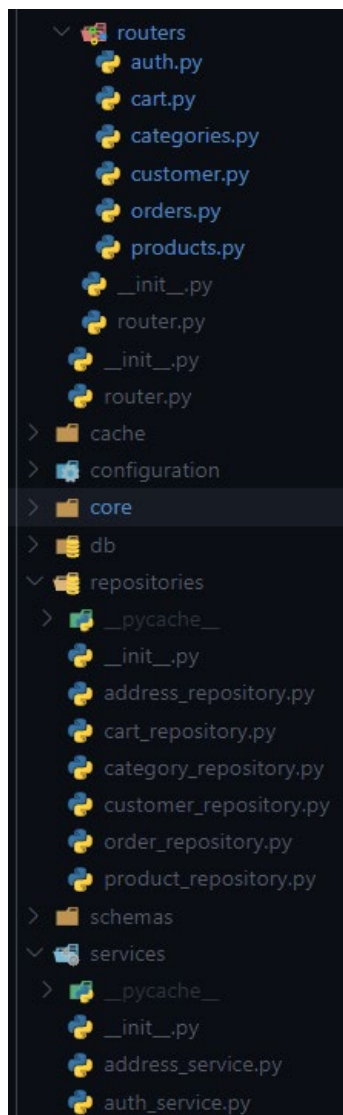 routers
auth.py
cart.py
categories.py
customer.py
orders.py
products.py
__init__.py
router.py
__init__.py
router.py
cache
configuration
core
db
repositories
__pycache__
__init__.py
address_repository.py
cart_repository.py
category_repository.py
customer_repository.py
order_repository.py
product_repository.py
schemas
services
__pycache__
__init__.py
address_service.py
auth_service.py